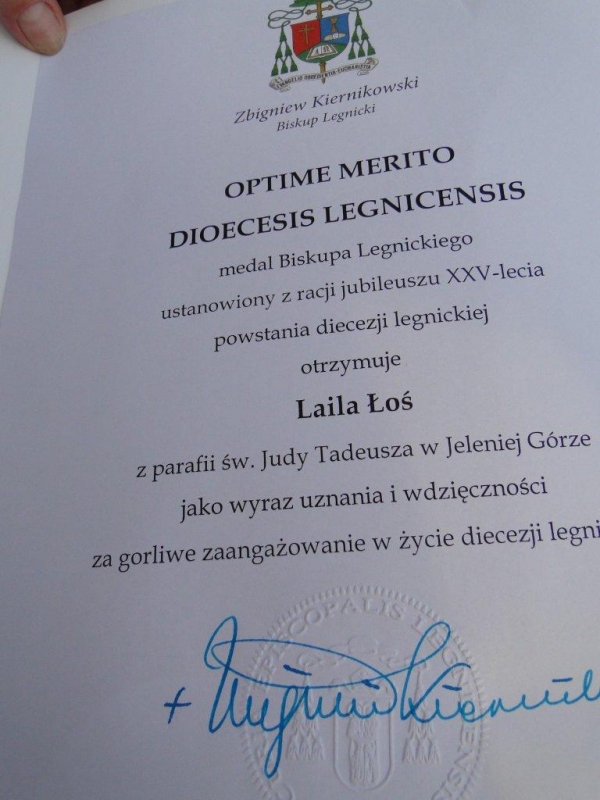 Zbigniew Kiernikowski
Biskup Legnicki
OPTIME MERITO
DIOECESIS LEGNICENSIS
medal Biskupa Legnickiego
ustanowiony z racji jubileuszu XXV-lecia
powstania diecezji legnickiej
otrzymuje
Laila Łoś
z parafii św. Judy Tadeusza w Jeleniej Górze
jako wyraz uznania i wdzięczności
za gorliwe zaangażowanie w życie diecezji legni